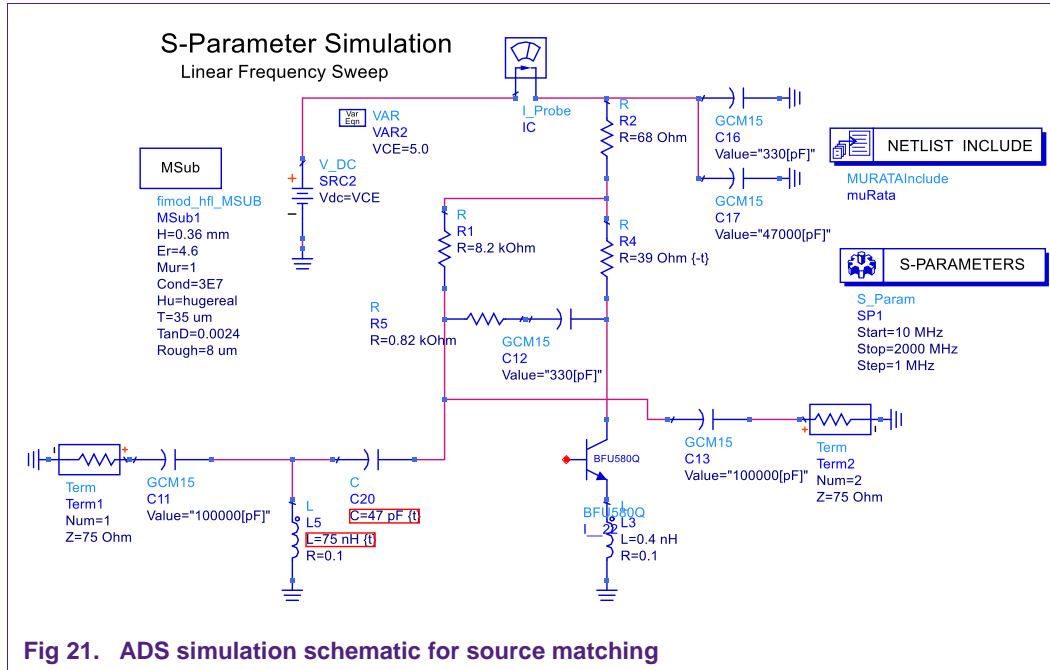 S-Parameter Simulation
Linear Frequency Sweep
I_Probe
IC
Var
Eqn
VAR
VAR2
VCE=5.0
R
R2
R=68 Ohm
GCM15
C16
Value="330[pF]"
NETLIST INCLUDE
MURATAInclude
muRata
MSub
fimod_hfl_MSUB
MSub1
H=0.36 mm
Er=4.6
Mur=1
Cond=3E7
Hu=hugereal
T=35 um
TanD=0.0024
Rough=8 um
+
V_DC
SRC2
Vdc=VCE
–
GCM15
C17
Value="47000[pF]"
R
R1
R=8.2 kOhm
R
R4
R=39 Ohm {-t}
S-PARAMETERS
S_Param
SP1
Start=10 MHz
Stop=2000 MHz
Step=1 MHz
R
R5
R=0.82 kOhm
GCM15
C12
Value="330[pF]"
- +
Term
Term1
Num=1
Z=75 Ohm
GCM15
C11
Value="100000[pF]"
C
C20
C=47 pF {t}
L
L5
L=75 nH {t}
R=0.1
BFU580Q
BFU580Q
I__22
L
L3
L=0.4 nH
R=0.1
GCM15
C13
Value="100000[pF]"
+ -
Term
Term2
Num=2
Z=75 Ohm
Fig 21. ADS simulation schematic for source matching